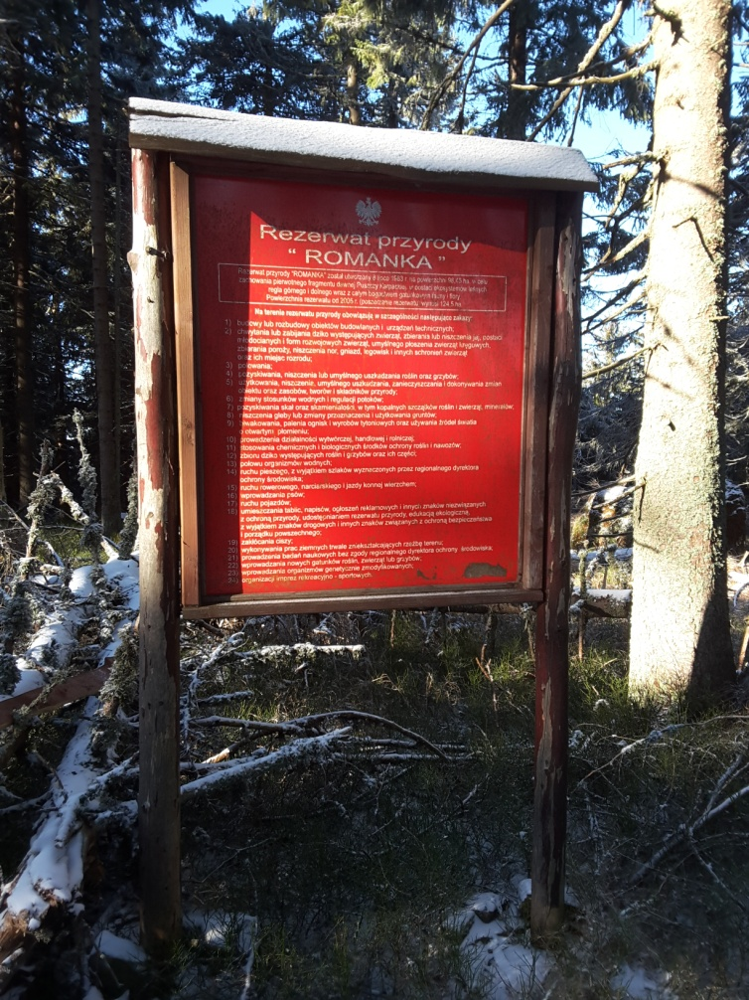 Rezerwat przyrody
“ ROMANKA ”
Rezerwat przyrody "ROMANKA" został utworzony 8 lipca 1963 r. na powierzchni 98,45 ha, w celu
zachowania pierwotnego fragmentu dawnej Puszczy Karpackiej, w postaci ekosystemów leśnych
regla górnego i dolnego wraz z całym bogactwem gatunkowym fauny i flory.
Powierzchnia rezerwatu od 2005 r. (poszerzenie rezerwatu) wynosi 124,5 ha.
Na terenie rezerwatu przyrody obowiązują w szczególności następujące zakazy:
1) budowy lub rozbudowy obiektów budowlanych i urządzeń technicznych;
2) chwytania lub zabijania dziko występujących zwierząt, zbierania lub niszczenia jaj, postaci
młodocianych i form rozwojowych zwierząt, umyślnego płoszenia zwierząt kręgowych,
zbierania poroży, niszczenia nor, gniazd, legowisk i innych schronień zwierząt
oraz ich miejsc rozrodu;
3) polowania;
4) pozyskiwania, niszczenia lub umyślnego uszkadzania roślin oraz grzybów;
5) użytkowania, niszczenia, umyślnego uszkadzania, zanieczyszczania i dokonywania zmian
obiektu oraz zasobów, tworów i składników przyrody;
6) zmiany stosunków wodnych i regulacji potoków;
7) pozyskiwania skał oraz skamieniałości, w tym kopalnych szczątków roślin i zwierząt, minerałów;
8) niszczenia gleby lub zmiany przeznaczenia i użytkowania gruntów;
9) biwakowania, palenia ognisk i wyrobów tytoniowych oraz używania źródeł światła
o otwartym płomieniu;
10) prowadzenia działalności wytwórczej, handlowej i rolniczej;
11) stosowania chemicznych i biologicznych środków ochrony roślin i nawozów;
12) zbioru dziko występujących roślin i grzybów oraz ich części;
13) połowu organizmów wodnych;
14) ruchu pieszego, z wyjątkiem szlaków wyznaczonych przez regionalnego dyrektora
ochrony środowiska;
15) ruchu rowerowego, narciarskiego i jazdy konnej wierzchem;
16) wprowadzania psów;
17) ruchu pojazdów;
18) umieszczania tablic, napisów, ogłoszeń reklamowych i innych znaków niezwiązanych
z ochroną przyrody, udostępnianiem rezerwatu przyrody, edukacją ekologiczną,
z wyjątkiem znaków drogowych i innych znaków związanych z ochroną bezpieczeństwa
i porządku powszechnego;
19) zakłócania ciszy;
20) wykonywania prac ziemnych trwale zniekształcających rzeźbę terenu;
21) prowadzenia badań naukowych bez zgody regionalnego dyrektora ochrony środowiska;
22) wprowadzania nowych gatunków roślin, zwierząt lub grzybów;
23) wprowadzania organizmów genetycznie zmodyfikowanych;
24) organizacji imprez rekreacyjno - sportowych.